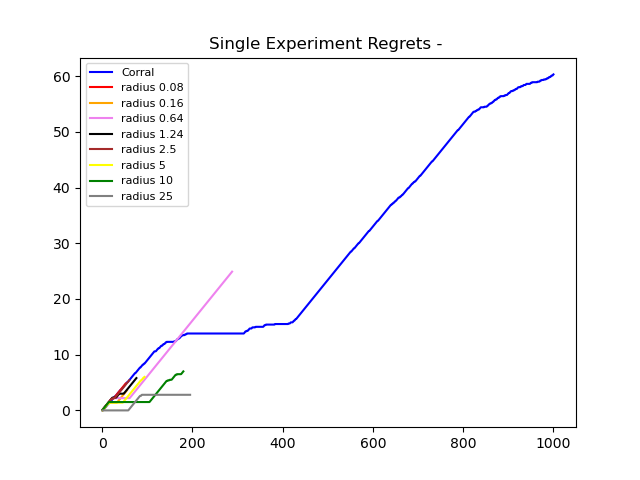 Single Experiment Regrets -
Corral
radius 0.08
radius 0.16
radius 0.64
radius 1.24
radius 2.5
radius 5
radius 10
radius 25
60
50
40
30
20
10
0
0 200 400 600 800 1000